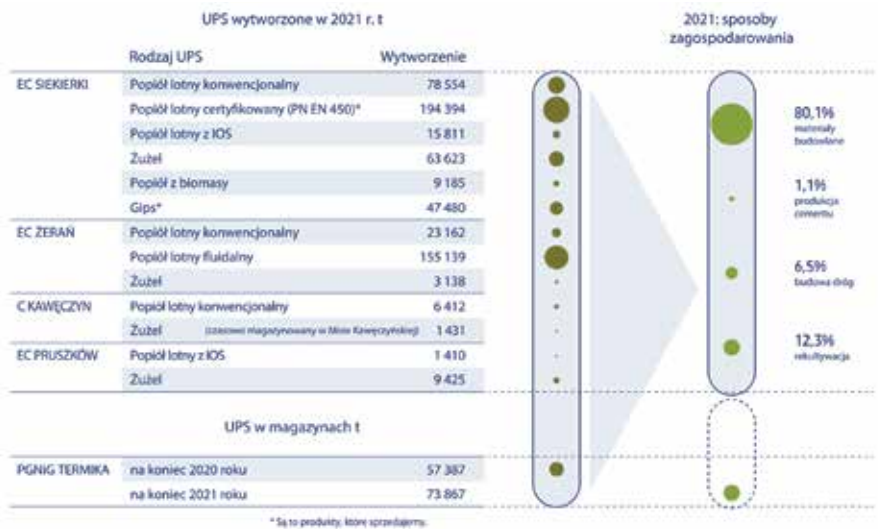 UPS wytworzone w 2021 r. t
2021: sposoby
zagospodarowania
Rodzaj UPS Wytworzenie
EC SIEKIERKI Popiół lotny konwencjonalny 78 554
Popiół lotny certyfikowany (PN EN 450)* 194 394
Popiół lotny z IOS 15 811
Żużel 63 623
Popiół z biomasy 9 185
Gips* 47 480
EC ŻERAŃ Popiół lotny konwencjonalny 23 162
Popiół lotny fluidalny 155 139
Żużel 3 138
C KAWĘCZYN Popiół lotny konwencjonalny 6 412
Żużel (czasowo magazynowany w Kawęczyńskiej) 1 431
EC PRUSZKÓW Popiół lotny z IOS 1 410
Żużel 9 425
80,1%
materiały
budowlane
1,1%
produkcja
cementu
6,5%
budowa dróg
12,3%
rekultywacja
UPS w magazynach t
PGNiG TERMIKA na koniec 2020 roku 57 387
na koniec 2021 roku 73 867
* Są to produkty, które sprzedajemy.